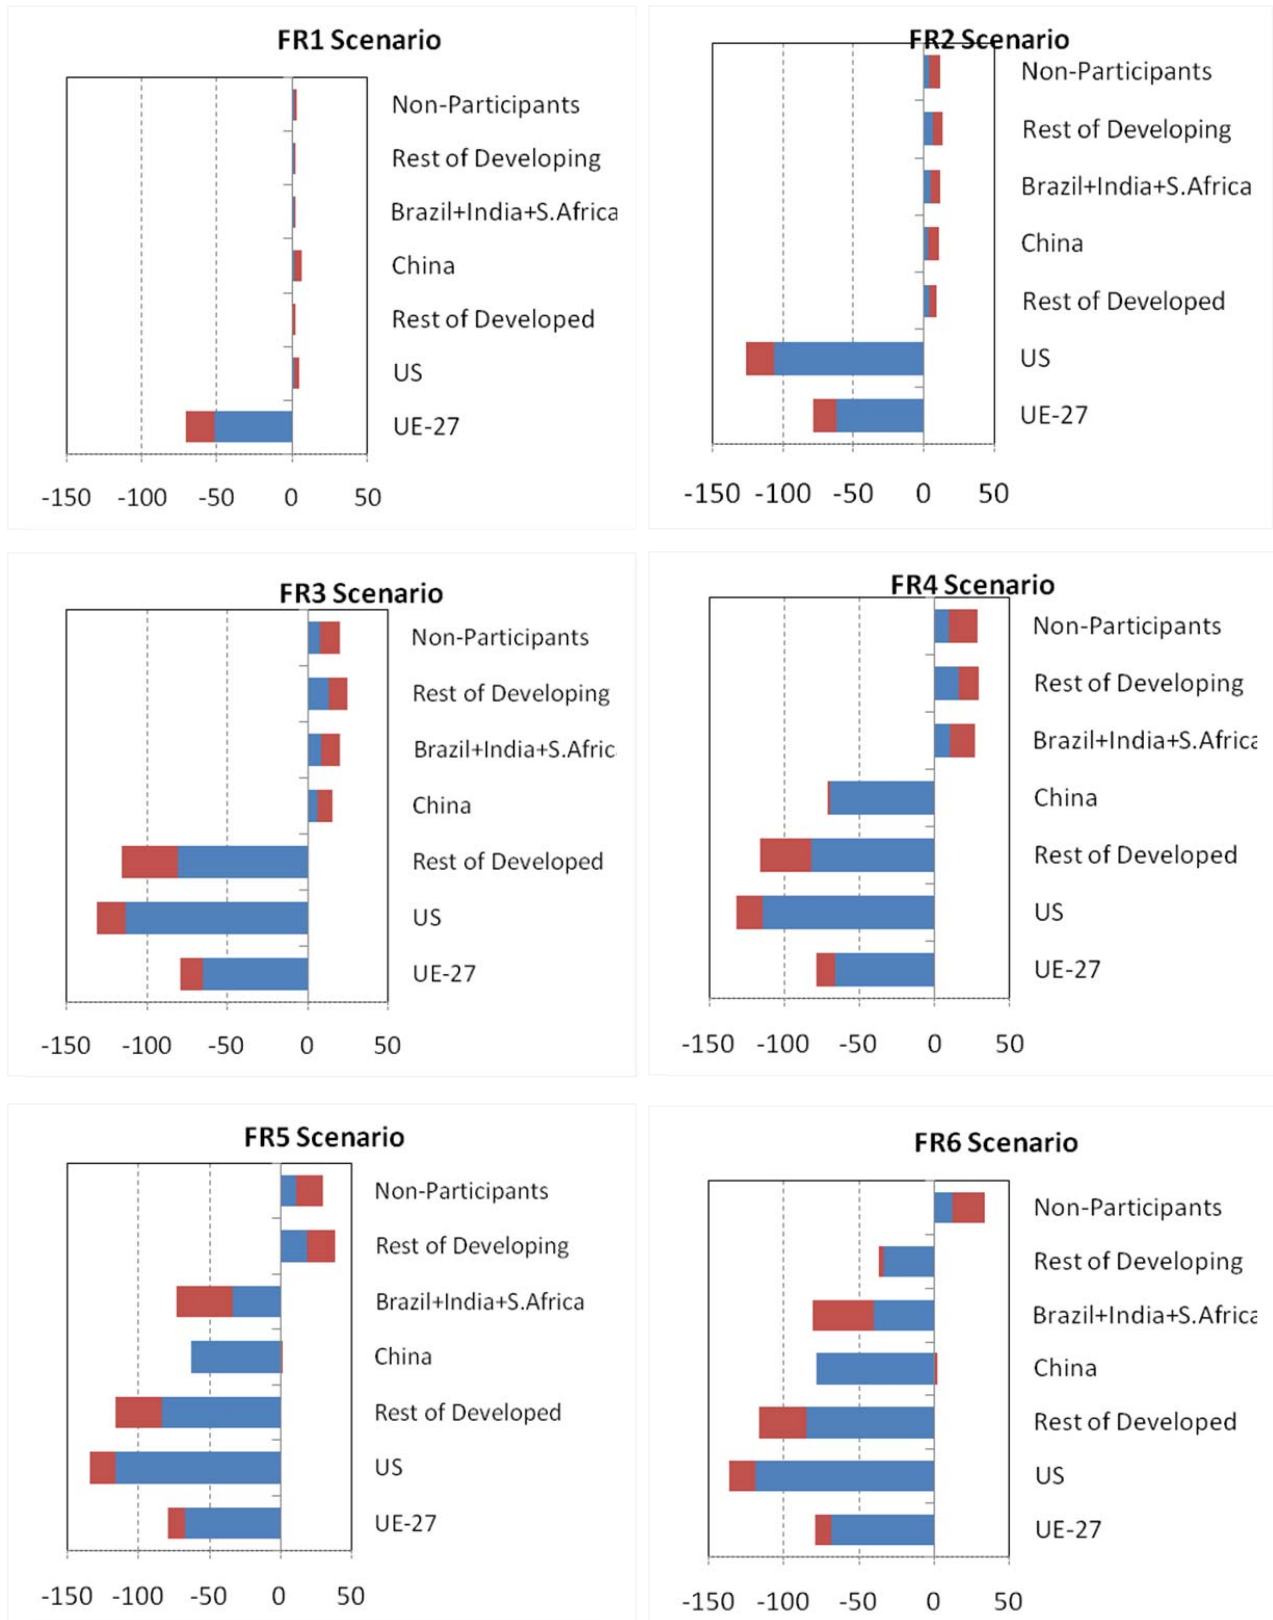 FR1 Scenario
Non-Participants
Rest of Developing
Brazil+India+S.Africa
China
Rest of Developed
US
UE-27
-150 -100 -50 0 50
FR2 Scenario
Non-Participants
Rest of Developing
Brazil+India+S.Africa
China
Rest of Developed
US
UE-27
-150 -100 -50 0 50
FR3 Scenario
Non-Participants
Rest of Developing
Brazil+India+S.Afric
China
Rest of Developed
US
UE-27
-150 -100 -50 0 50
FR4 Scenario
Non-Participants
Rest of Developing
Brazil+India+S.Africa
China
Rest of Developed
US
UE-27
-150 -100 -50 0 50
FR5 Scenario
Non-Participants
Rest of Developing
Brazil+India+S.Africa
China
Rest of Developed
US
UE-27
-150 -100 -50 0 50
FR6 Scenario
Non-Participants
Rest of Developing
Brazil+India+S.Africa
China
Rest of Developed
US
UE-27
-150 -100 -50 0 50